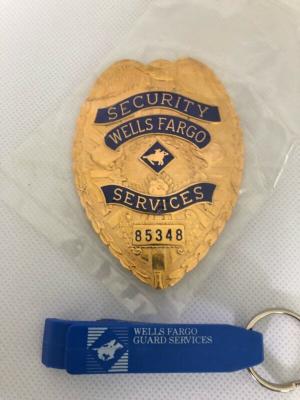 SECURITY
WELLS FARGO
SERVICES
85348
WELLS FARGO
GUARD SERVICES